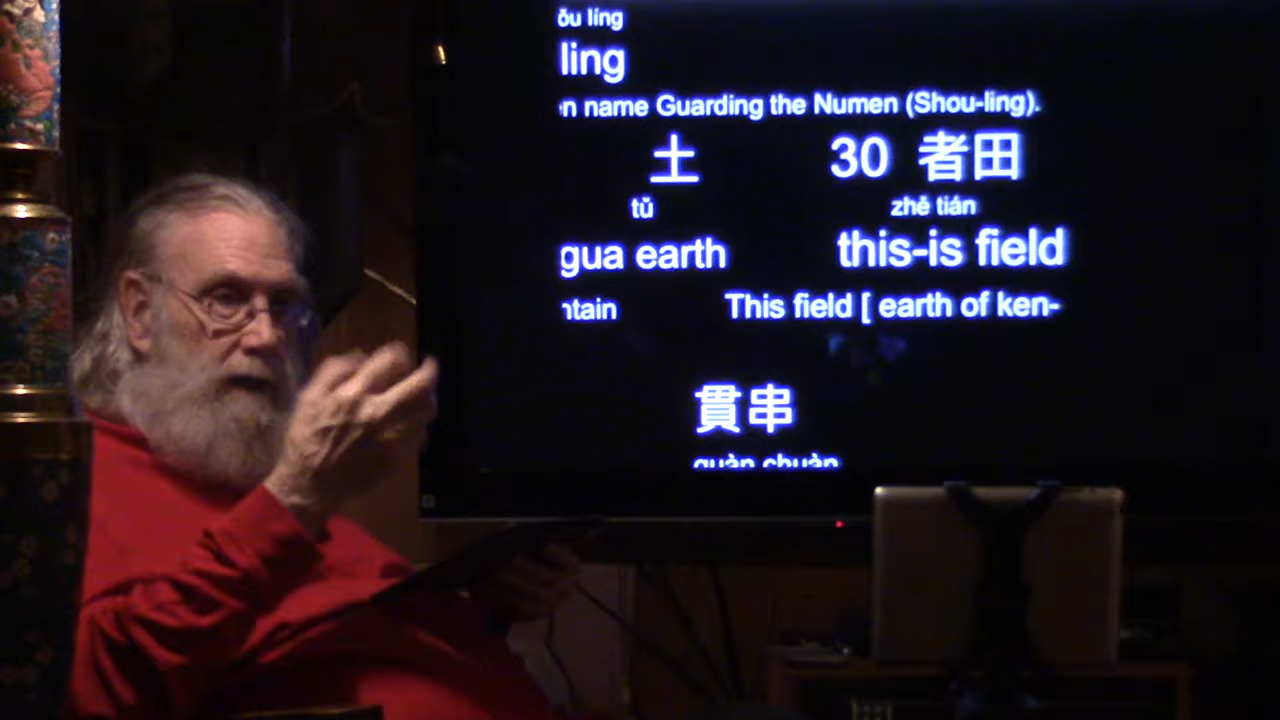 ǒu líng
ling
n name Guarding the Numen (Shou-ling).
土 30 者田
tǔ zhě tián
gua earth this-is field
ntain This field [ earth of ken-
貫串
guàn chuàn